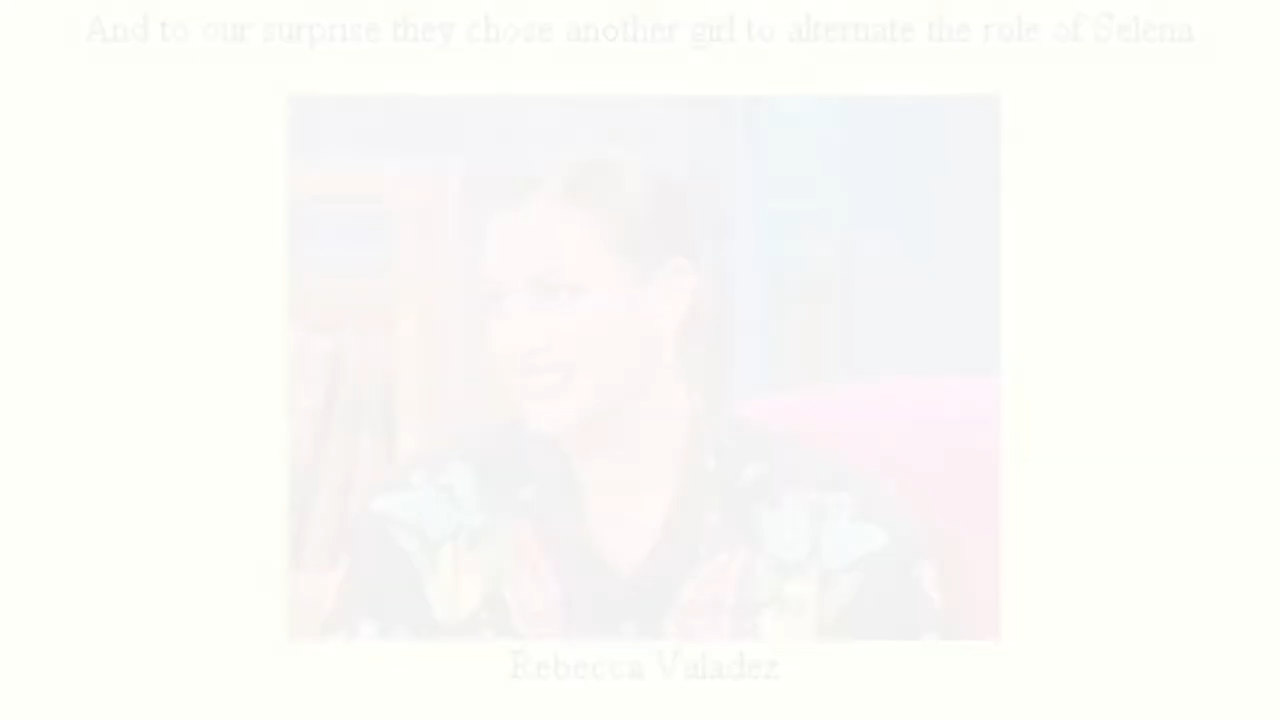 And to our surprise they chose another girl to alternate the role of Selena
Rebecca Valadez